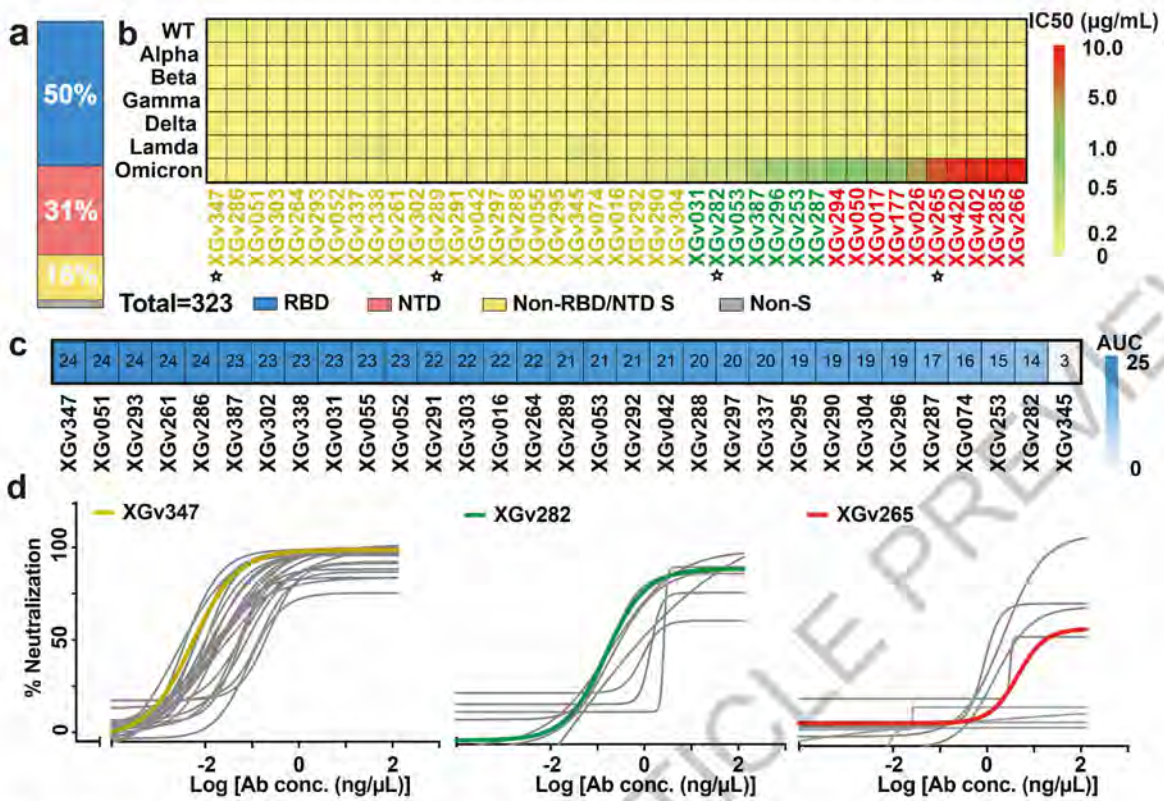 a
50%
31%
16%
b
WT
Alpha
Beta
Gamma
Delta
Lamda
Omicron
XGv347 XGv286 XGv051 XGv303 XGv264 XGv293 XGv052 XGv337 XGv338 XGv261 XGv302 XGv289 XGv291 XGv042 XGv297 XGv288 XGv055 XGv295 XGv345 XGv074 XGv016 XGv292 XGv290 XGv304 XGv031 XGv282 XGv053 XGv387 XGv296 XGv253 XGv287 XGv294 XGv050 XGv017 XGv177 XGv026 XGv265 XGv420 XGv402 XGv285 XGv266
IC50 (µg/mL)
10.0
5.0
1.0
0.5
0.2
0
Total=323 RBD NTD Non-RBD/NTD S Non-S
c
24 24 24 24 24 23 23 23 23 23 23 22 22 22 22 21 21 21 21 20 20 20 19 19 19 19 17 16 15 14 3
XGv347 XGv051 XGv293 XGv261 XGv286 XGv387 XGv302 XGv338 XGv031 XGv055 XGv052 XGv291 XGv303 XGv016 XGv264 XGv289 XGv053 XGv292 XGv042 XGv288 XGv297 XGv337 XGv295 XGv290 XGv304 XGv296 XGv287 XGv074 XGv253 XGv282 XGv345
AUC
25
0
d
XGv347
XGv282
XGv265
% Neutralization
100
50
0
-2 0 2
-2 0 2
-2 0 2
Log [Ab conc. (ng/µL)]
Log [Ab conc. (ng/µL)]
Log [Ab conc. (ng/µL)]
TICLE PREVIEW